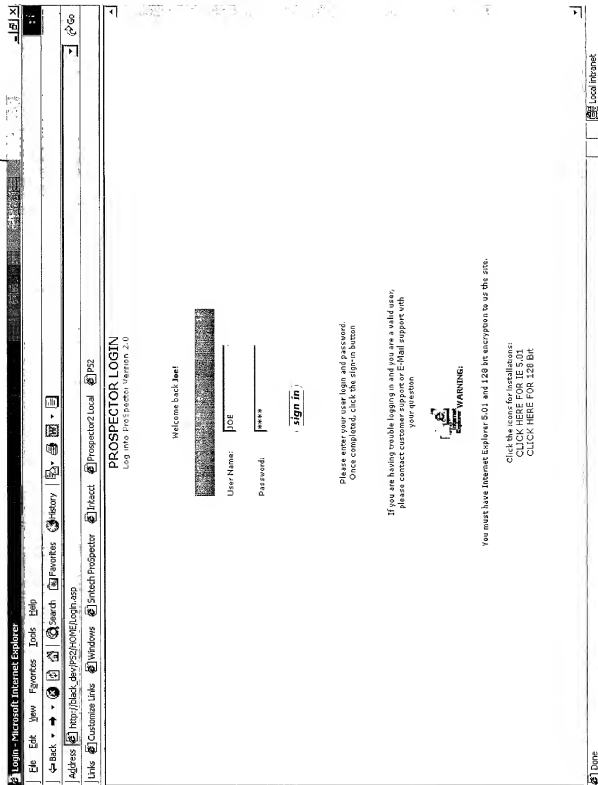 Login - Microsoft Internet Explorer
File Edit View Favorites Tools Help
Back Search Favorites History
Address http://black_dev/PS2/HOME/Login.asp Go
Links Customize Links Windows Sintech ProSpector Intacct Prospector2 Local PS2
PROSPECTOR LOGIN
Log into Prospector Version 2.0
Welcome back Joe!
User Name: JOE
Password: ****
sign in
Please enter your user login and password.
Once completed, click the sign-in button
If you are having trouble logging in and you are a valid user,
please contact customer support or E-Mail support with
your question
WARNING:
You must have Internet Explorer 5.01 and 128 bit encryption to us the site.
Click the icons for Installations:
CLICK HERE FOR IE 5.01
CLICK HERE FOR 128 Bit
Done Local intranet